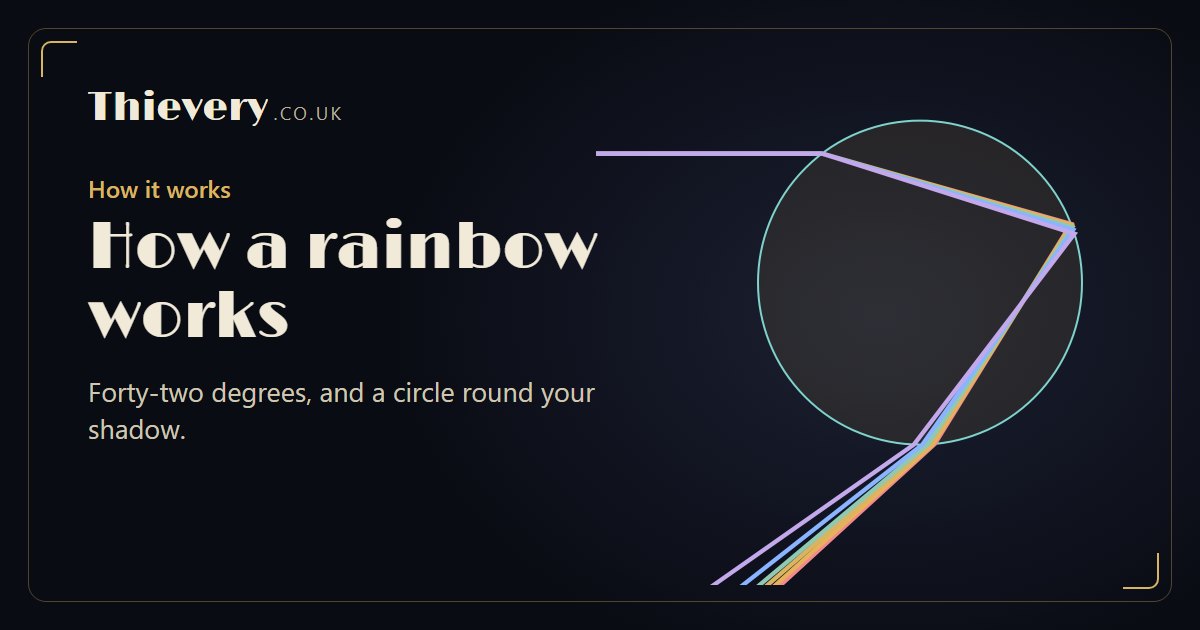 Thievery.CO.UK
How it works
How a rainbow
works
Forty-two degrees, and a circle round your
shadow.